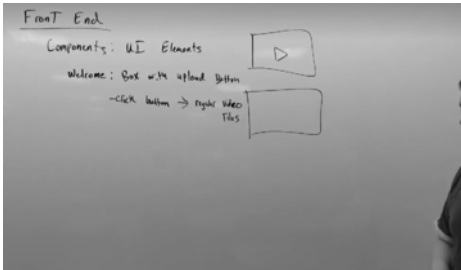 Front End
Components: UI Elements
Welcome: Box with upload Button
-click button → regular video
Files